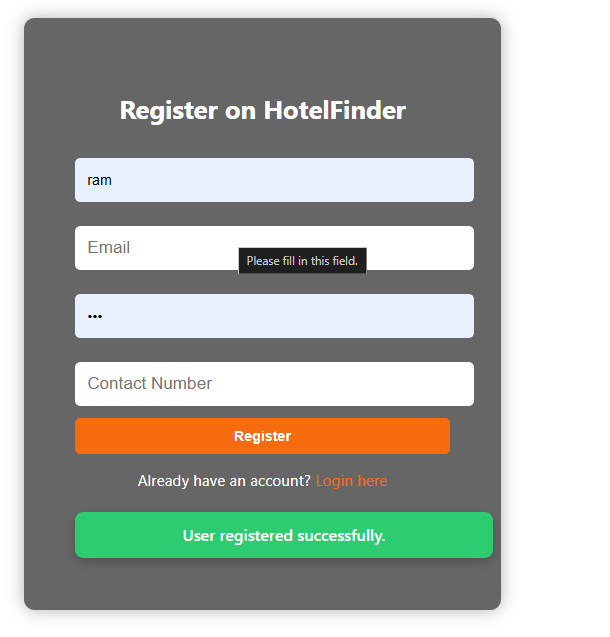 Register on HotelFinder
ram
Email
Please fill in this field.
•••
Contact Number
Register
Already have an account? Login here
User registered successfully.